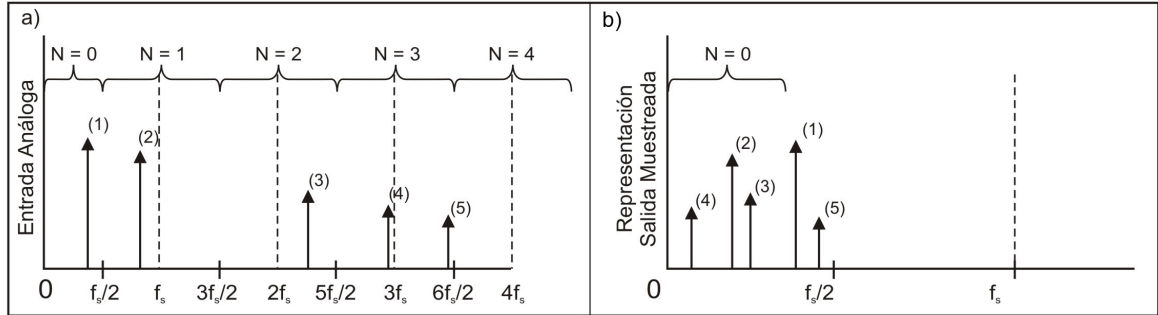 a)
N = 0 N = 1 N = 2 N = 3 N = 4
Entrada Análoga
(1) (2) (3) (4) (5)
0 fₛ/2 fₛ 3fₛ/2 2fₛ 5fₛ/2 3fₛ 6fₛ/2 4fₛ
b)
N = 0
Representación
Salida Muestreada
(4) (2) (3) (1) (5)
0 fₛ/2 fₛ